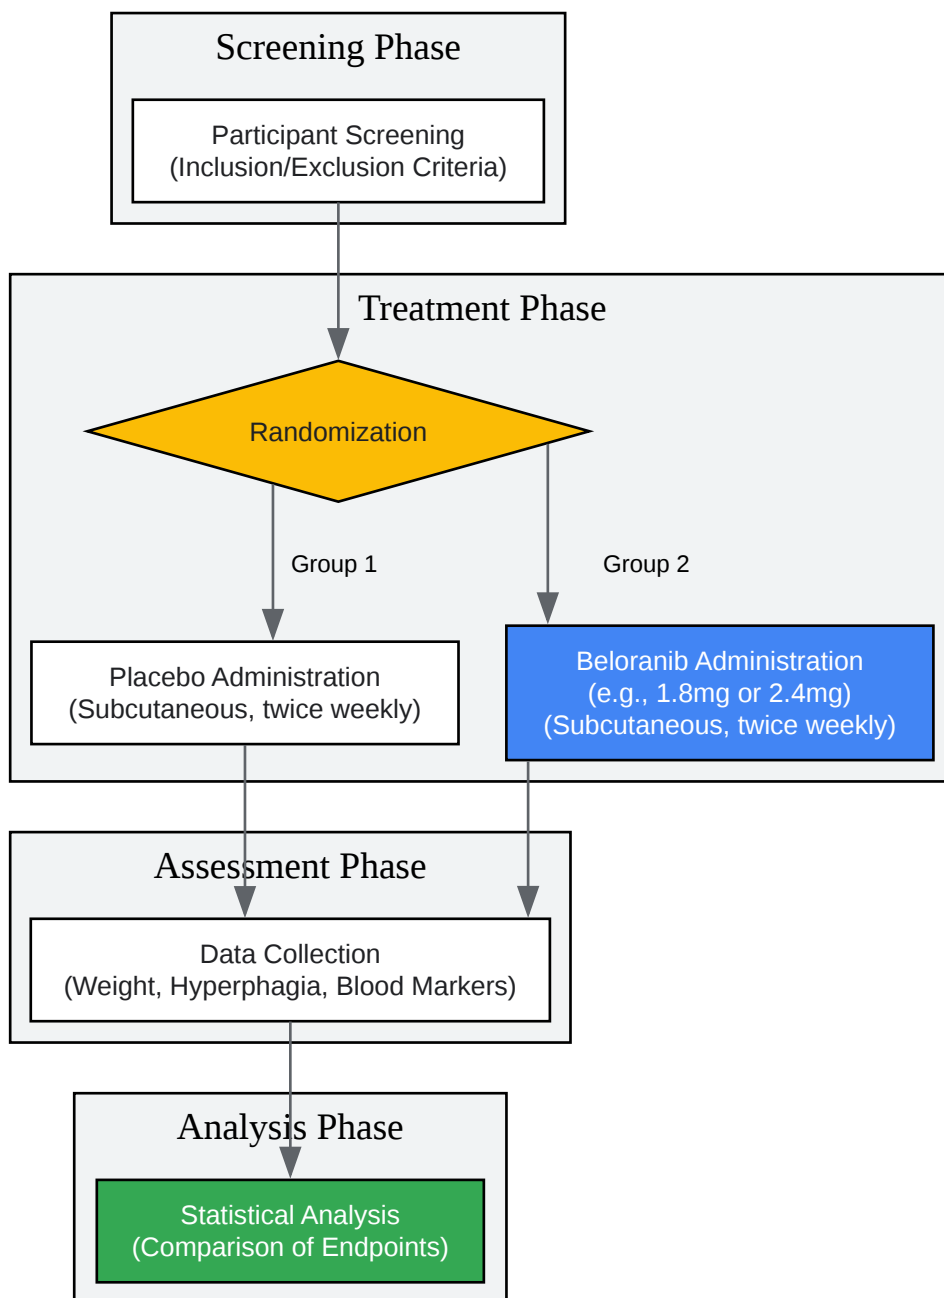 Screening Phase
Participant Screening
(Inclusion/Exclusion Criteria)
Treatment Phase
Randomization
Group 1
Group 2
Placebo Administration
(Subcutaneous, twice weekly)
Beloranib Administration
(e.g., 1.8mg or 2.4mg)
(Subcutaneous, twice weekly)
Assessment Phase
Data Collection
(Weight, Hyperphagia, Blood Markers)
Analysis Phase
Statistical Analysis
(Comparison of Endpoints)